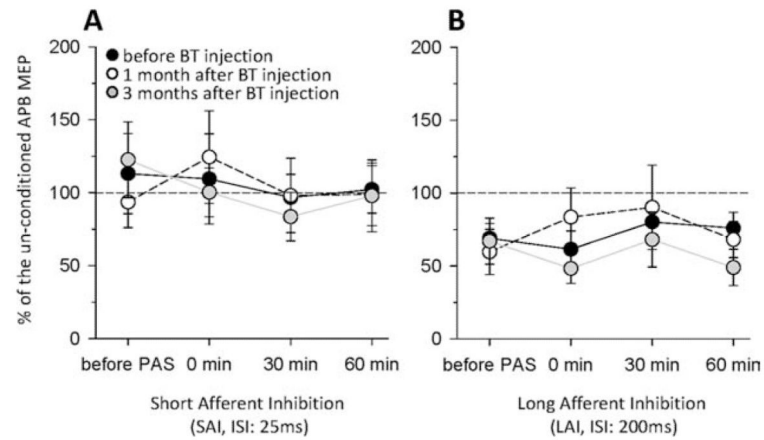 A
B
% of the un-conditioned APB MEP
200
150
100
50
0
before BT injection
1 month after BT injection
3 months after BT injection
before PAS 0 min 30 min 60 min
Short Afferent Inhibition
(SAI, ISI: 25ms)
200
150
100
50
0
before PAS 0 min 30 min 60 min
Long Afferent Inhibition
(LAI, ISI: 200ms)